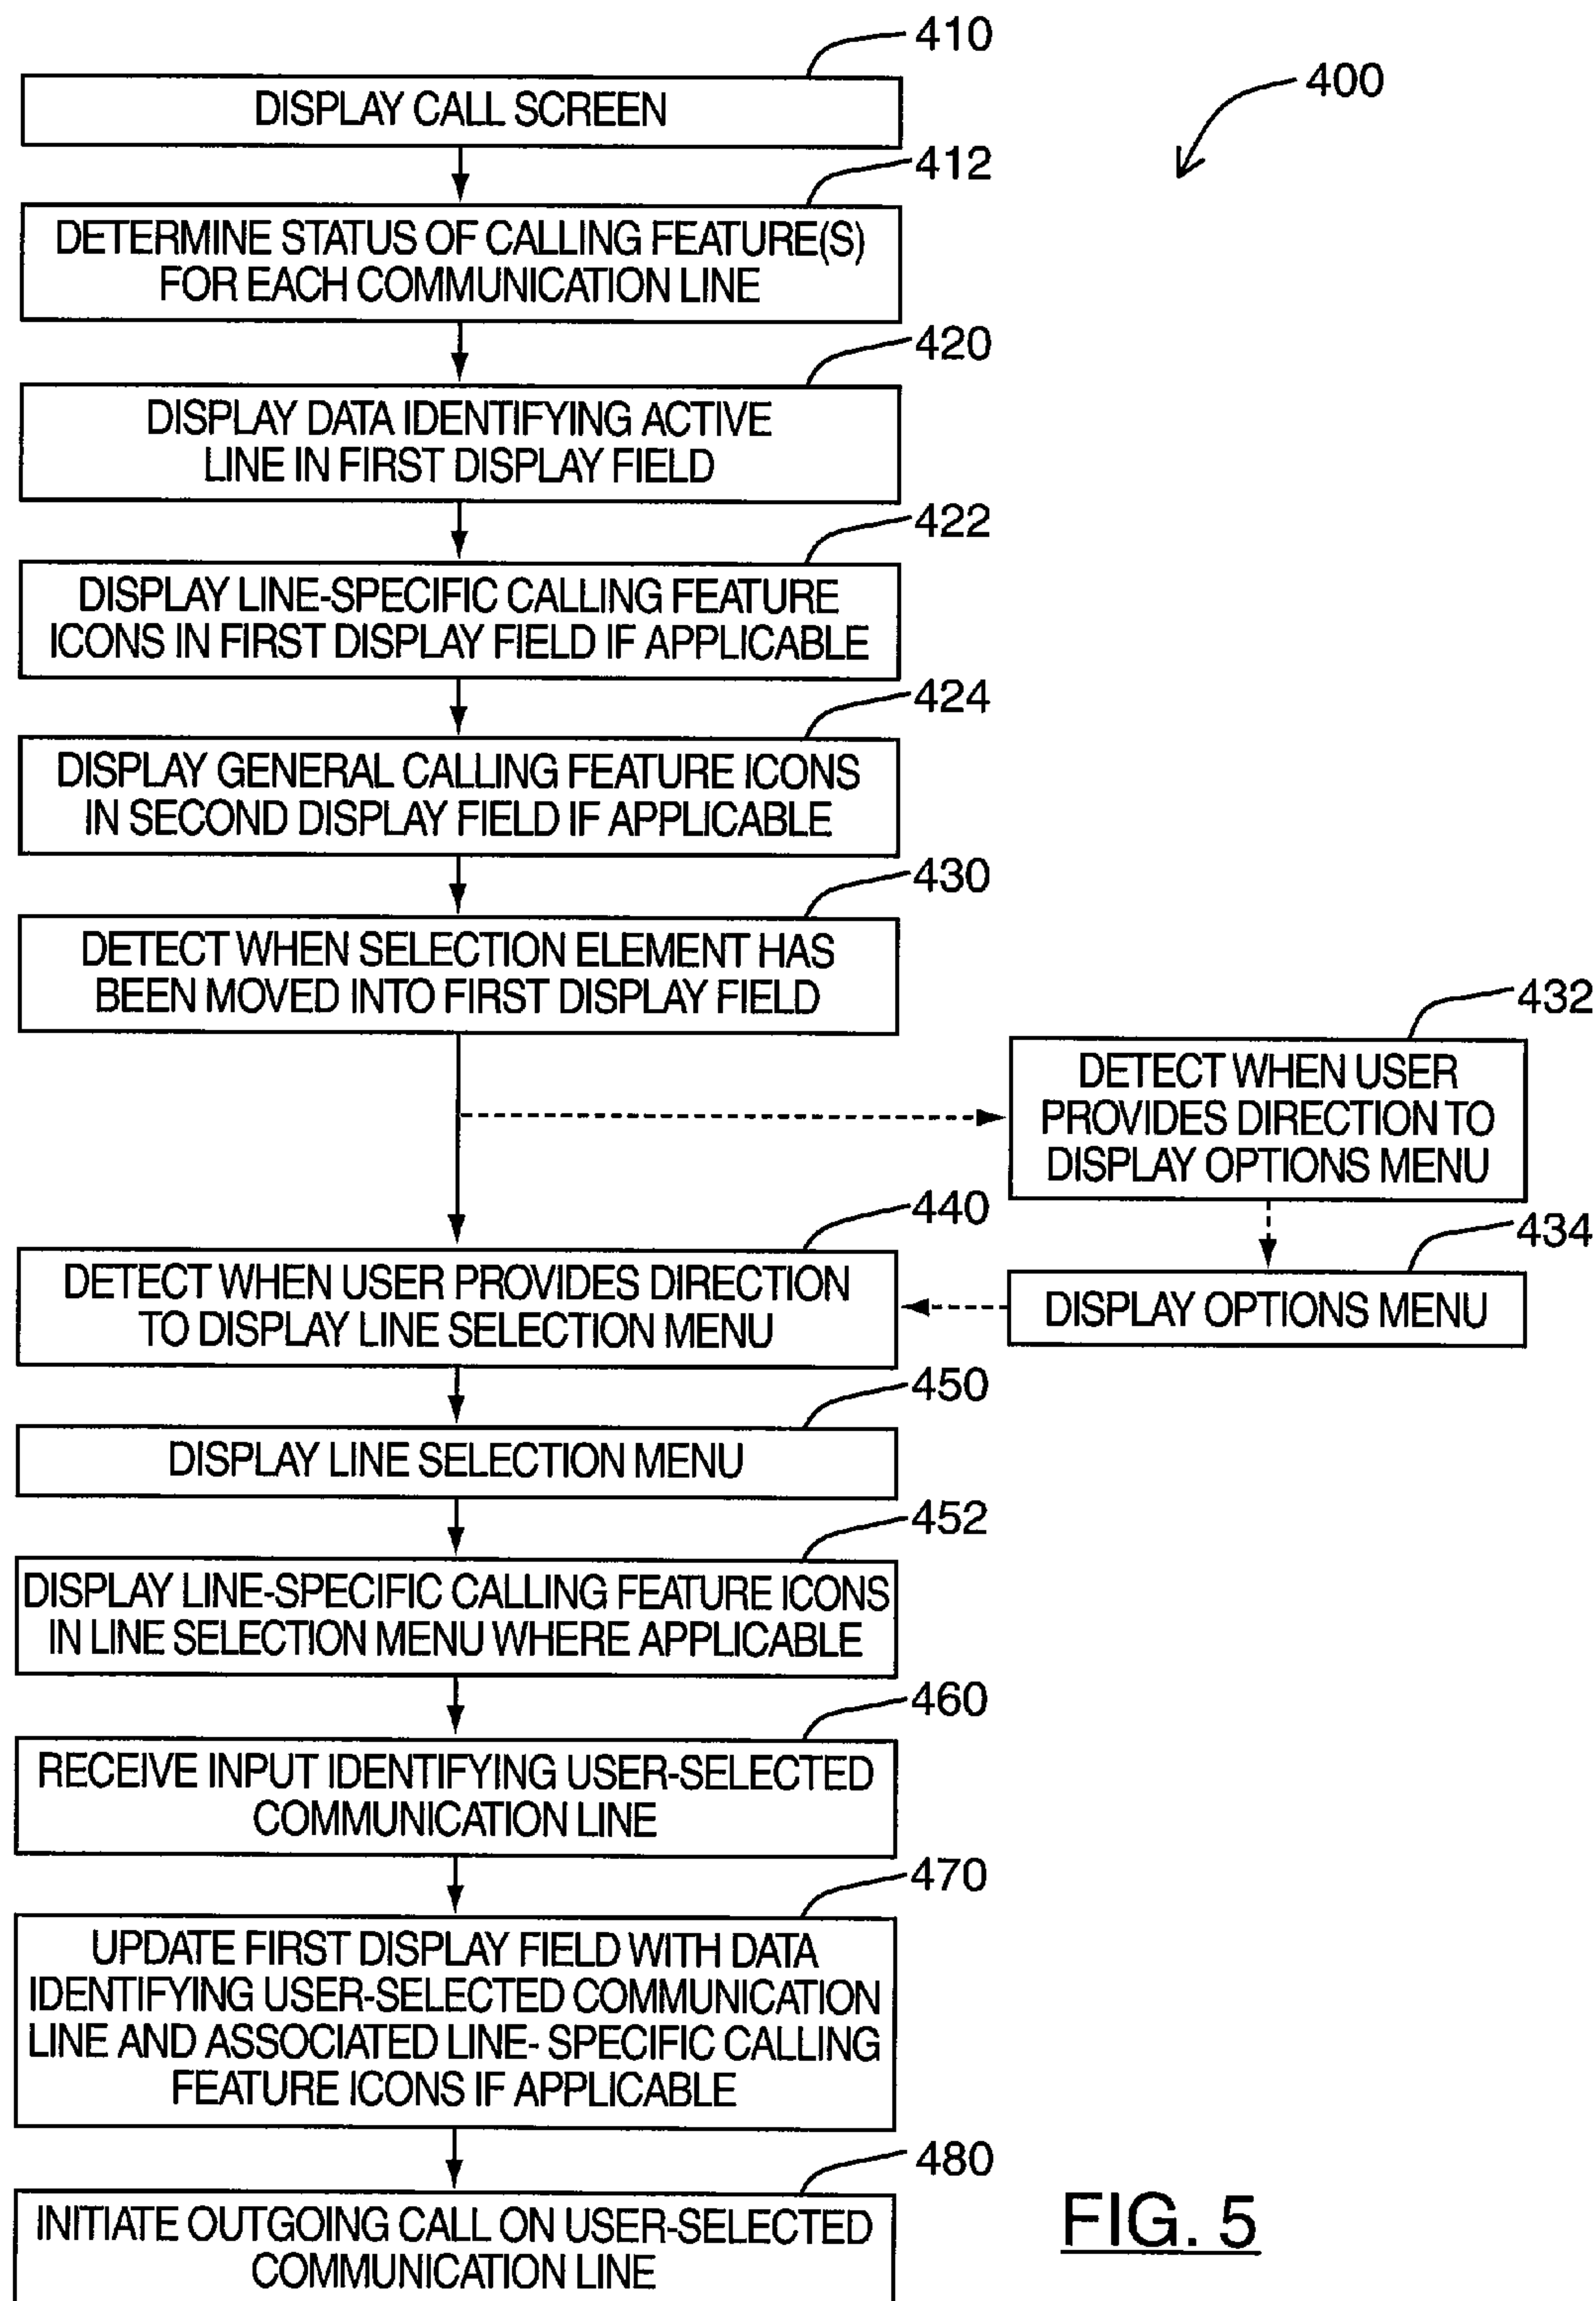 410
400
DISPLAY CALL SCREEN
412
DETERMINE STATUS OF CALLING FEATURE(S)
FOR EACH COMMUNICATION LINE
420
DISPLAY DATA IDENTIFYING ACTIVE
LINE IN FIRST DISPLAY FIELD
422
DISPLAY LINE-SPECIFIC CALLING FEATURE
ICONS IN FIRST DISPLAY FIELD IF APPLICABLE
424
DISPLAY GENERAL CALLING FEATURE ICONS
IN SECOND DISPLAY FIELD IF APPLICABLE
430
DETECT WHEN SELECTION ELEMENT HAS
BEEN MOVED INTO FIRST DISPLAY FIELD
432
DETECT WHEN USER
PROVIDES DIRECTION TO
DISPLAY OPTIONS MENU
434
DISPLAY OPTIONS MENU
440
DETECT WHEN USER PROVIDES DIRECTION
TO DISPLAY LINE SELECTION MENU
450
DISPLAY LINE SELECTION MENU
452
DISPLAY LINE-SPECIFIC CALLING FEATURE ICONS
IN LINE SELECTION MENU WHERE APPLICABLE
460
RECEIVE INPUT IDENTIFYING USER-SELECTED
COMMUNICATION LINE
470
UPDATE FIRST DISPLAY FIELD WITH DATA
IDENTIFYING USER-SELECTED COMMUNICATION
LINE AND ASSOCIATED LINE- SPECIFIC CALLING
FEATURE ICONS IF APPLICABLE
480
INITIATE OUTGOING CALL ON USER-SELECTED
COMMUNICATION LINE
FIG. 5